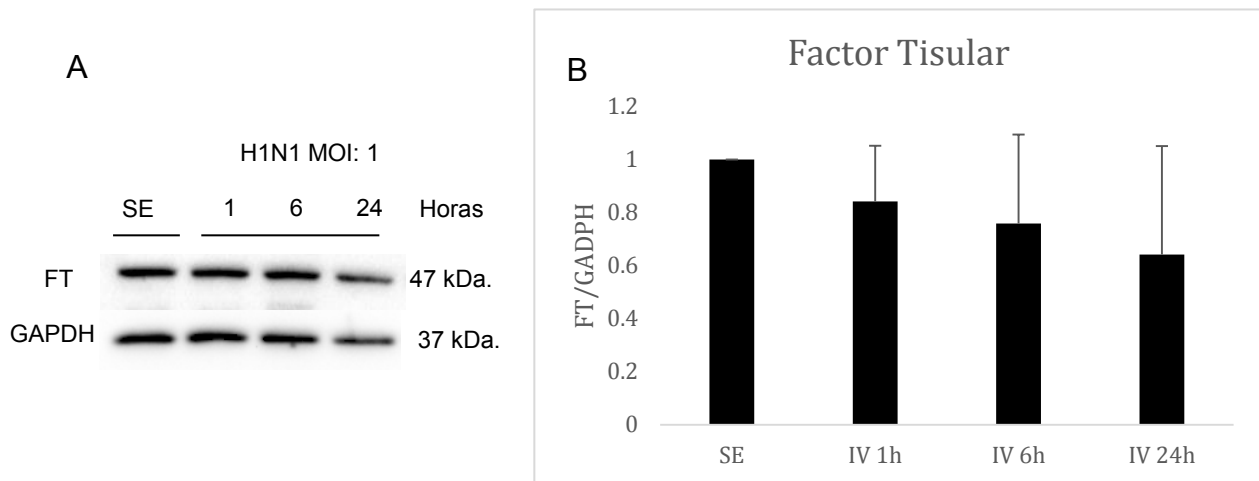 A
H1N1 MOI: 1
SE 1 6 24 Horas
FT 47 kDa.
GAPDH 37 kDa.
B
Factor Tisular
FT/GADPH
1.2
1
0.8
0.6
0.4
0.2
0
SE IV 1h IV 6h IV 24h